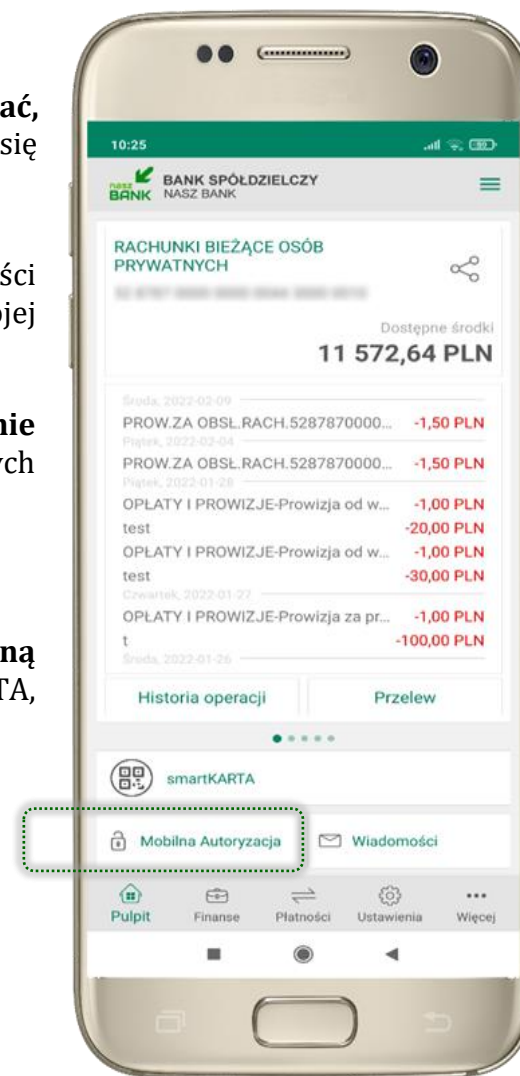 ać,
się
ści
jej
nie
ych
ną
TA,
10:25
nasz BANK
BANK SPÓŁDZIELCZY
NASZ BANK
RACHUNKI BIEŻĄCE OSÓB
PRYWATNYCH
Dostępne środki
11 572,64 PLN
Środa, 2022-02-09
PROW.ZA OBSŁ.RACH.5287870000... -1,50 PLN
Piątek, 2022-02-04
PROW.ZA OBSŁ.RACH.5287870000... -1,50 PLN
Piątek, 2022-01-28
OPŁATY I PROWIZJE-Prowizja od w... -1,00 PLN
test -20,00 PLN
OPŁATY I PROWIZJE-Prowizja od w... -1,00 PLN
test -30,00 PLN
Czwartek, 2022-01-27
OPŁATY I PROWIZJE-Prowizja za pr... -1,00 PLN
t -100,00 PLN
Środa, 2022-01-26
Historia operacji Przelew
smartKARTA
Mobilna Autoryzacja Wiadomości
Pulpit Finanse Płatności Ustawienia Więcej